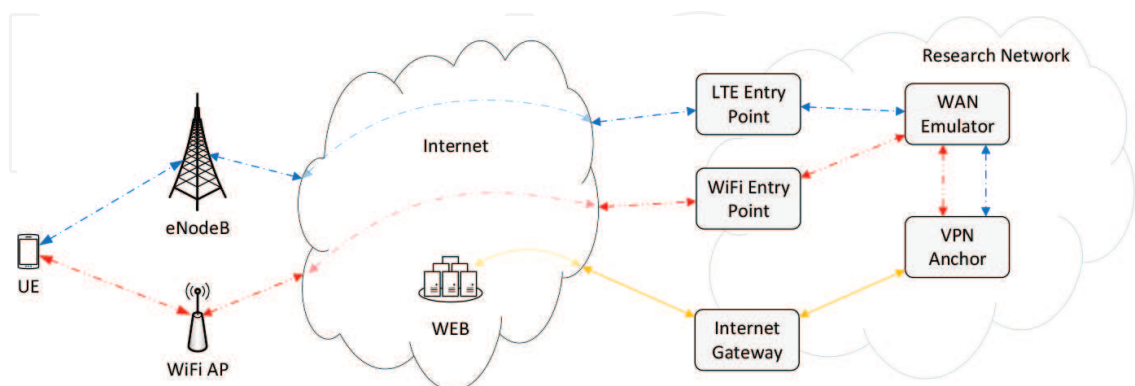 Research Network
LTE Entry
Point
WAN
Emulator
Internet
WiFi Entry
Point
eNodeB
VPN
Anchor
UE
WEB
Internet
Gateway
WiFi AP